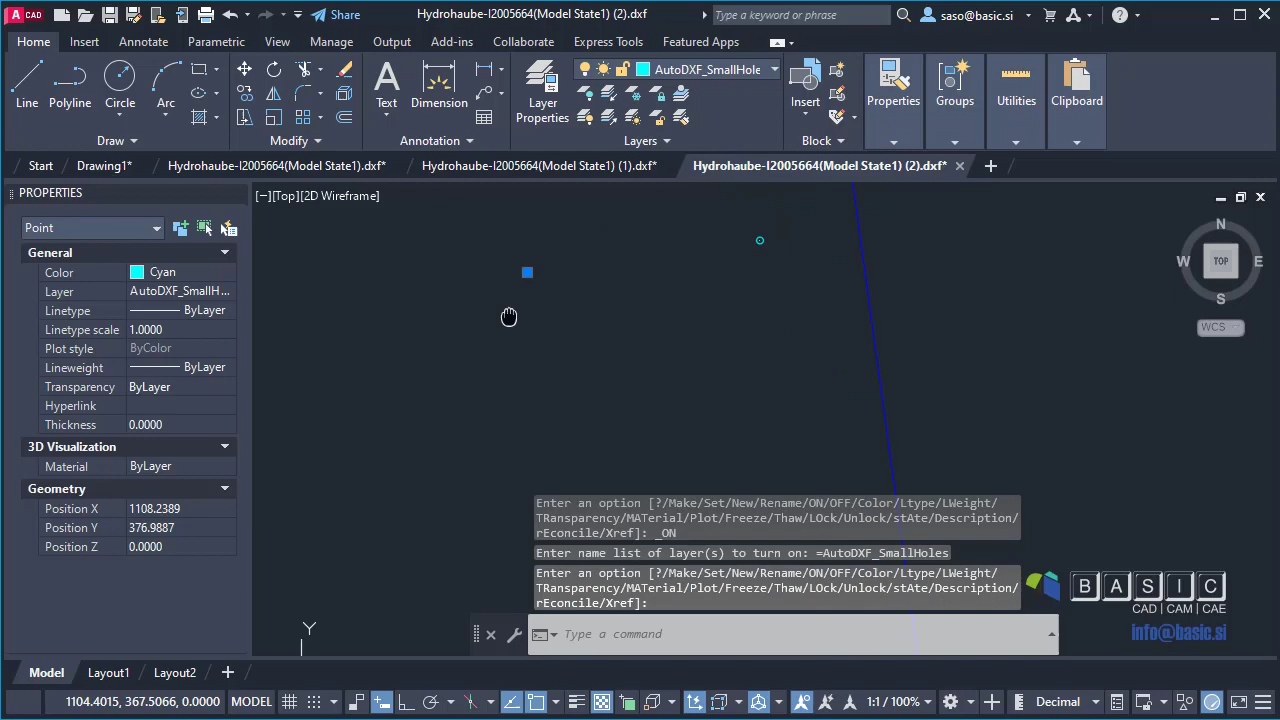 CAD
Share
Hydrohaube-I2005664(Model State1) (2).dxf
Type a keyword or phrase
saso@basic.si
Home Insert Annotate Parametric View Manage Output Add-ins Collaborate Express Tools Featured Apps
AutoDXF_SmallHole
Line Polyline Circle Arc
Text Dimension
Layer
Properties
Insert
Properties Groups Utilities Clipboard
Draw Modify Annotation Layers Block
Start Drawing1* Hydrohaube-I2005664(Model State1).dxf* Hydrohaube-I2005664(Model State1) (1).dxf* Hydrohaube-I2005664(Model State1) (2).dxf*
PROPERTIES
[−][Top][2D Wireframe]
Point
General
Color Cyan
Layer AutoDXF_SmallH...
Linetype ByLayer
Linetype scale 1.0000
Plot style ByColor
Lineweight ByLayer
Transparency ByLayer
Hyperlink
Thickness 0.0000
3D Visualization
Material ByLayer
Geometry
Position X 1108.2389
Position Y 376.9887
Position Z 0.0000
N
W TOP E
S
WCS
Enter an option [?/Make/Set/New/Rename/ON/OFF/Color/Ltype/LWeight/
TRansparency/MATerial/Plot/Freeze/Thaw/LOck/Unlock/stAte/Description/
rEconcile/Xref]: _ON
Enter name list of layer(s) to turn on: =AutoDXF_SmallHoles
Enter an option [?/Make/Set/New/Rename/ON/OFF/Color/Ltype/LWeight/
TRansparency/MATerial/Plot/Freeze/Thaw/LOck/Unlock/stAte/Description/
rEconcile/Xref]:
Type a command
Y
BASIC
CAD | CAM | CAE
info@basic.si
Model Layout1 Layout2
1104.4015, 367.5066, 0.0000 MODEL 1:1 / 100% Decimal